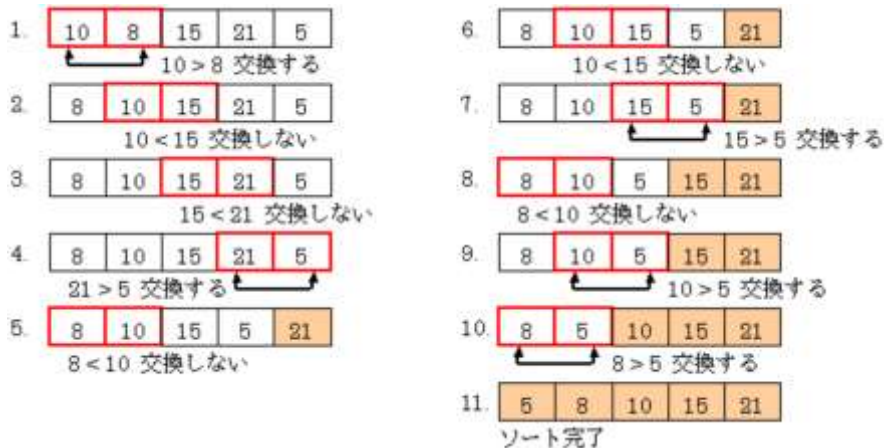 1. 10 8 15 21 5
10＞8 交換する
2. 8 10 15 21 5
10＜15 交換しない
3. 8 10 15 21 5
15＜21 交換しない
4. 8 10 15 21 5
21＞5 交換する
5. 8 10 15 5 21
8＜10 交換しない
6. 8 10 15 5 21
10＜15 交換しない
7. 8 10 15 5 21
15＞5 交換する
8. 8 10 5 15 21
8＜10 交換しない
9. 8 10 5 15 21
10＞5 交換する
10. 8 5 10 15 21
8＞5 交換する
11. 5 8 10 15 21
ソート完了